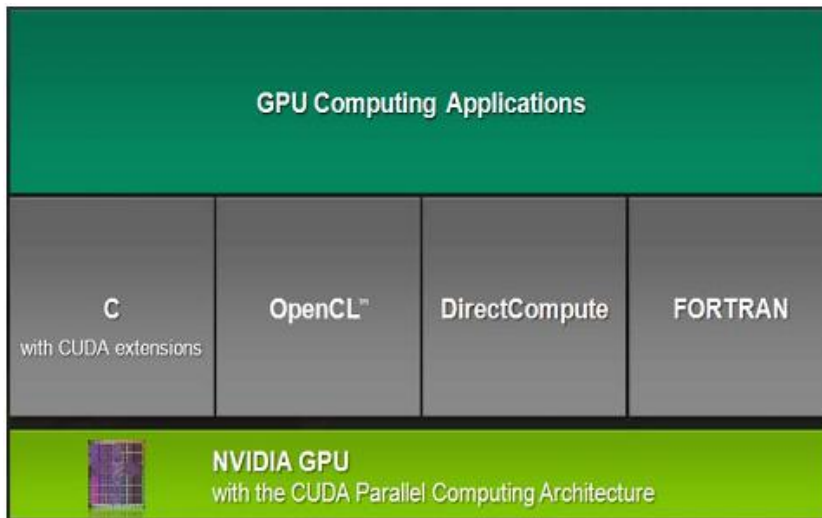 GPU Computing Applications
C
with CUDA extensions
OpenCL™
DirectCompute
FORTRAN
NVIDIA GPU
with the CUDA Parallel Computing Architecture